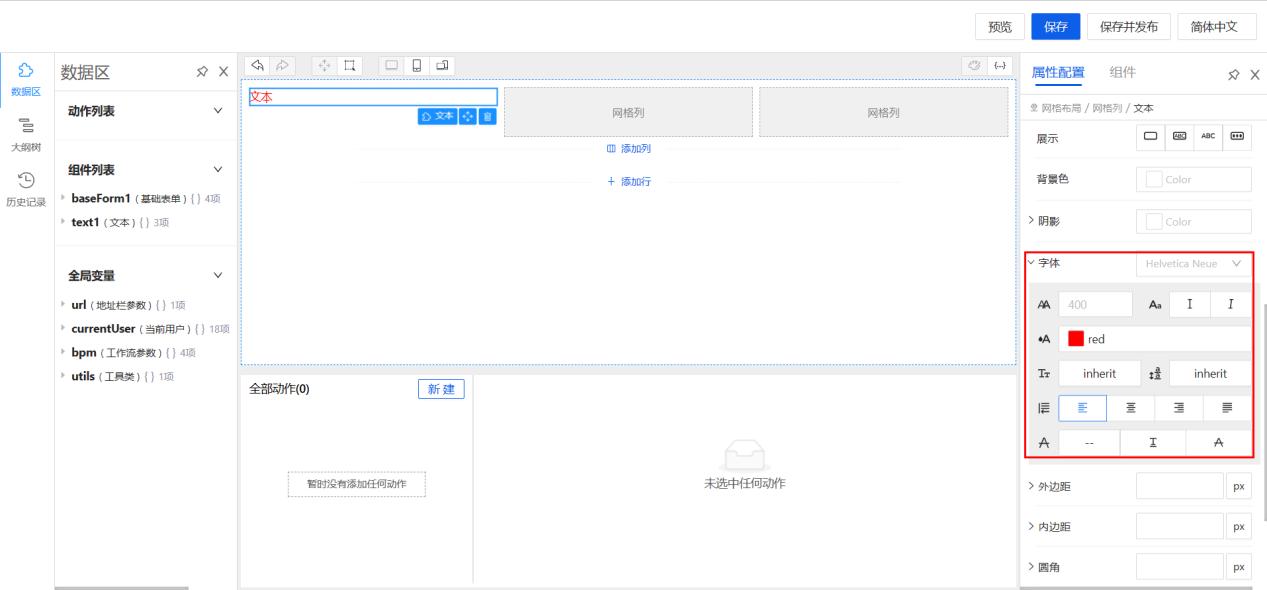 预览 保存 保存并发布 简体中文
数据区
大纲树
历史记录
数据区
动作列表
组件列表
baseForm1（基础表单）{ } 4项
text1（文本）{ } 3项
全局变量
url（地址栏参数）{ } 1项
currentUser（当前用户）{ } 18项
bpm（工作流参数）{ } 4项
utils（工具类）{ } 1项
文本
文本
网格列
网格列
添加列
添加行
全部动作(0)
新 建
暂时没有添加任何动作
未选中任何动作
属性配置 组件
网格布局 / 网格列 / 文本
展示 ABC ABC
背景色 Color
阴影 Color
字体 Helvetica Neue
AA 400 Aa I I
A red
TT inherit inherit
A -- I A
外边距 px
内边距 px
圆角 px